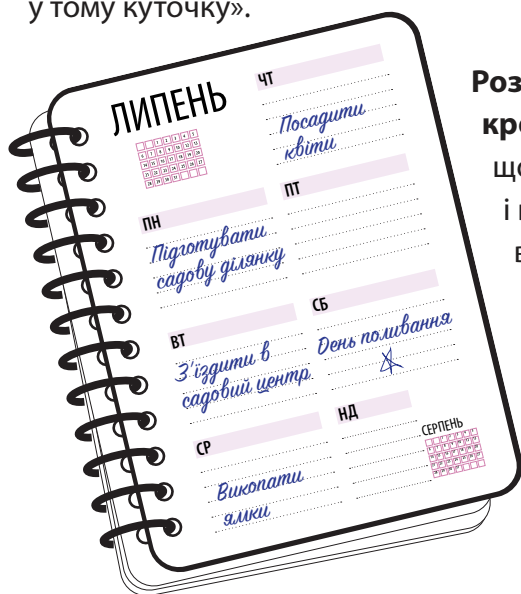 у тому куточку».
ЛИПЕНЬ
ПН
Підготувати
садову ділянку
ВТ
З’їздити в
садовий центр
СР
Викопати
ямки
ЧТ
Посадити
квіти
ПТ
СБ
День поливання
НД
СЕРПЕНЬ
Роз
кре
що
і